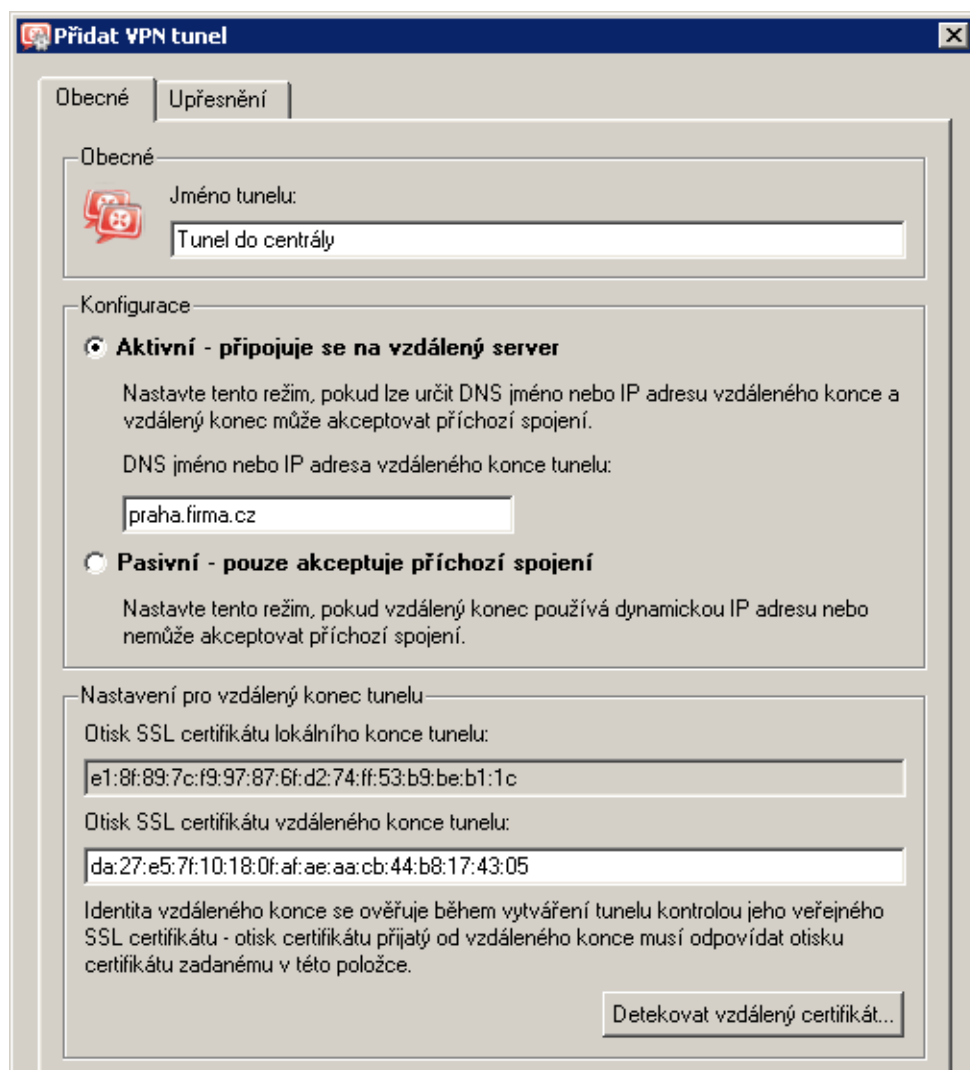 Přidat VPN tunel
Obecné
Upřesnění
Obecné
Jméno tunelu:
Tunel do centrály
Konfigurace
Aktivní - připojuje se na vzdálený server
Nastavte tento režim, pokud lze určit DNS jméno nebo IP adresu vzdáleného konce a
vzdálený konec může akceptovat příchozí spojení.
DNS jméno nebo IP adresa vzdáleného konce tunelu:
praha.firma.cz
Pasivní - pouze akceptuje příchozí spojení
Nastavte tento režim, pokud vzdálený konec používá dynamickou IP adresu nebo
nemůže akceptovat příchozí spojení.
Nastavení pro vzdálený konec tunelu
Otisk SSL certifikátu lokálního konce tunelu:
e1:8f:89:7c:f9:97:87:6f:d2:74:ff:53:b9:be:b1:1c
Otisk SSL certifikátu vzdáleného konce tunelu:
da:27:e5:7f:10:18:0f:af:ae:aa:cb:44:b8:17:43:05
Identita vzdáleného konce se ověřuje během vytváření tunelu kontrolou jeho veřejného
SSL certifikátu - otisk certifikátu přijatý od vzdáleného konce musí odpovídat otisku
certifikátu zadanému v této položce.
Detekovat vzdálený certifikát...